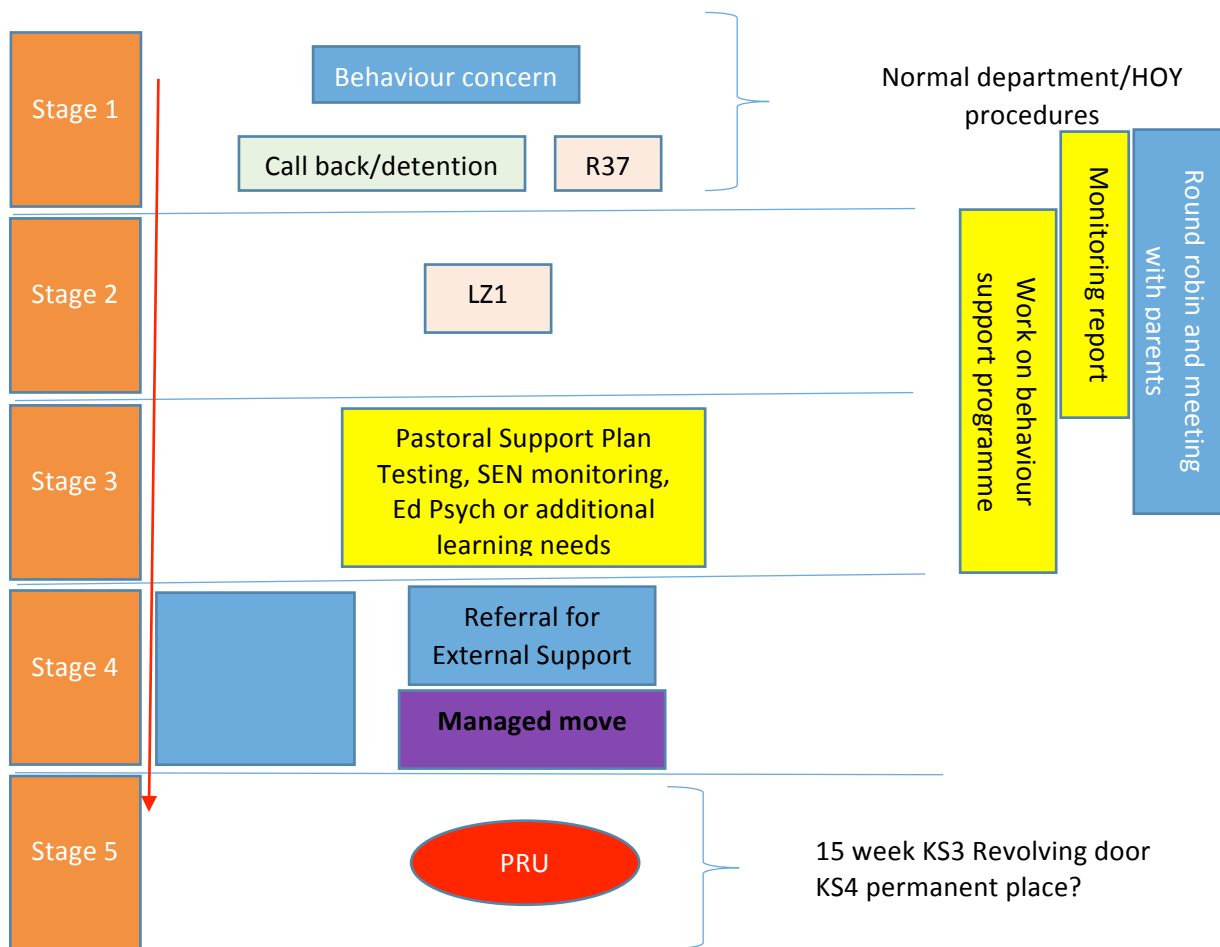 Stage 1
Behaviour concern
Call back/detention
R37
Normal department/HOY
procedures
Stage 2
LZ1
Work on behaviour
support programme
Monitoring report
Round robin and meeting
with parents
Stage 3
Pastoral Support Plan
Testing, SEN monitoring,
Ed Psych or additional
learning needs
Stage 4
Referral for
External Support
Managed move
Stage 5
PRU
15 week KS3 Revolving door
KS4 permanent place?